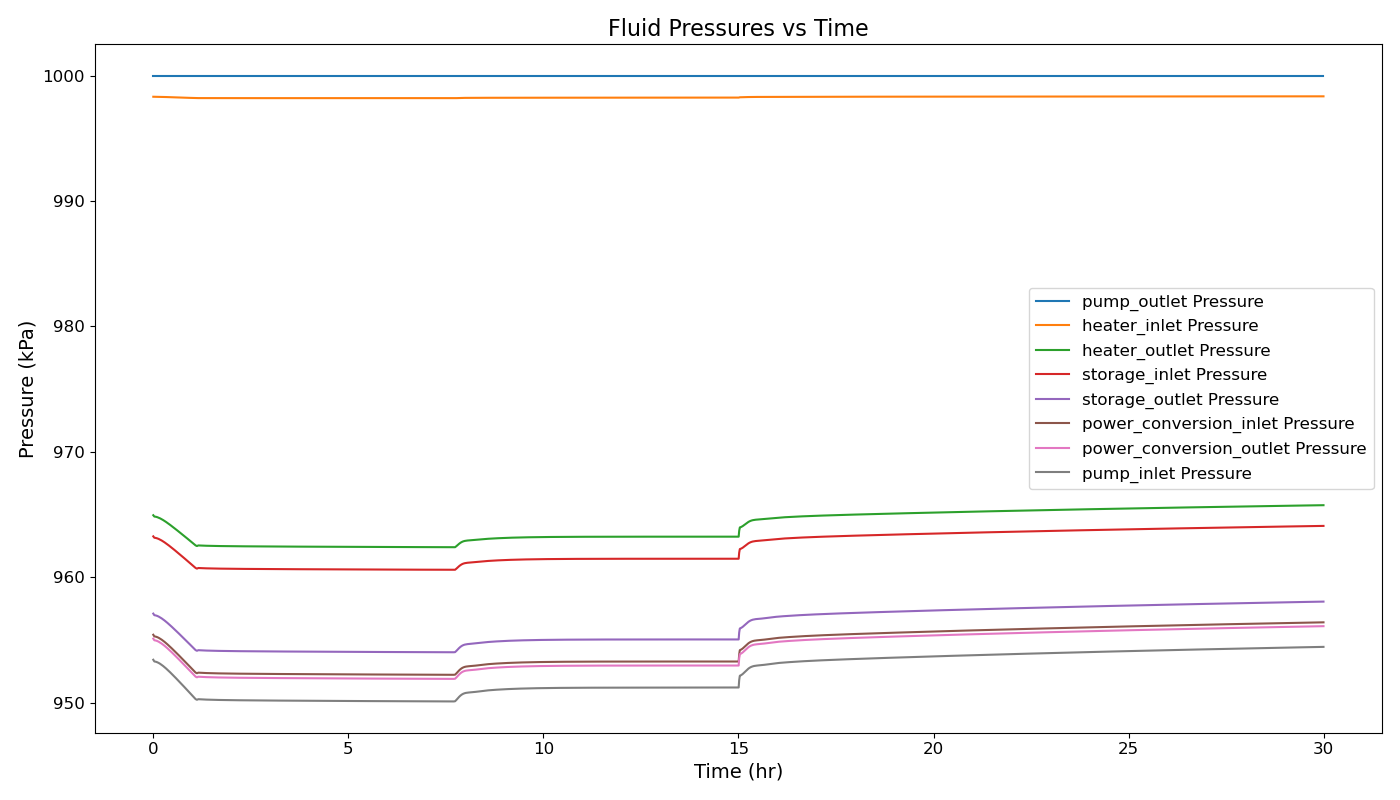 Fluid Pressures vs Time
Pressure (kPa)
1000
990
980
970
960
950
pump_outlet Pressure
heater_inlet Pressure
heater_outlet Pressure
storage_inlet Pressure
storage_outlet Pressure
power_conversion_inlet Pressure
power_conversion_outlet Pressure
pump_inlet Pressure
0 5 10 15 20 25 30
Time (hr)